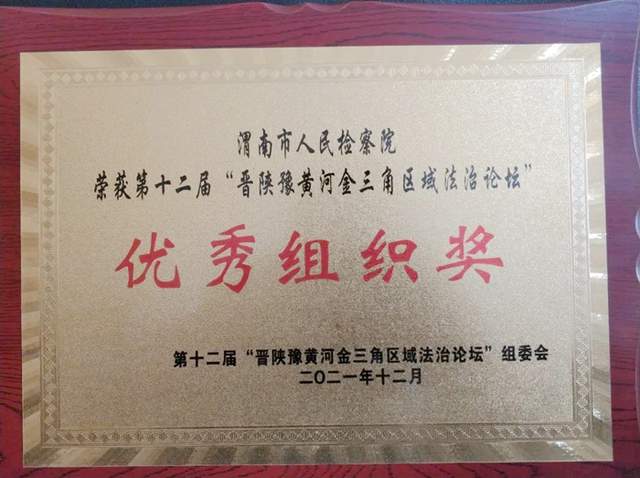 渭南市人民检察院
荣获第十二届“晋陕豫黄河金三角区域法治论坛”
优秀组织奖
第十二届“晋陕豫黄河金三角区域法治论坛”组委会
二〇二一年十二月